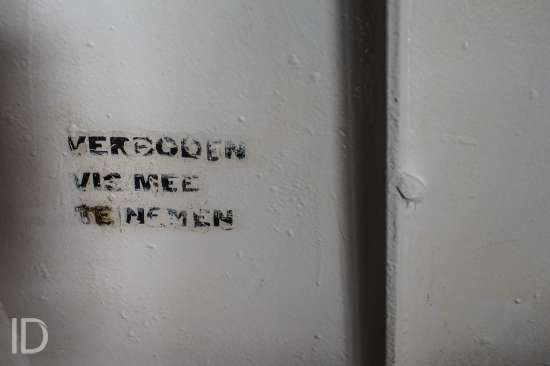 VERBODEN
VIS MEE
TE NEMEN
ID